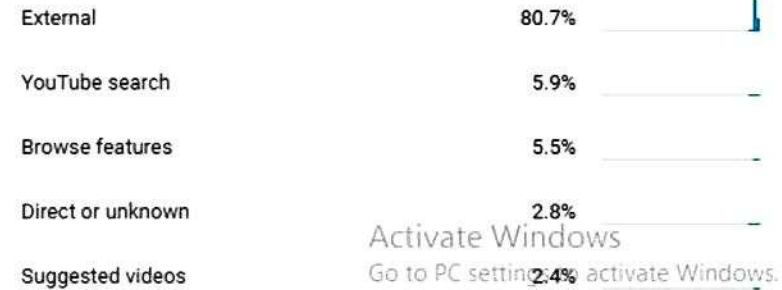 External 80.7%
YouTube search 5.9%
Browse features 5.5%
Direct or unknown 2.8%
Activate Windows
Suggested videos 2.4%
Go to PC settings to activate Windows.